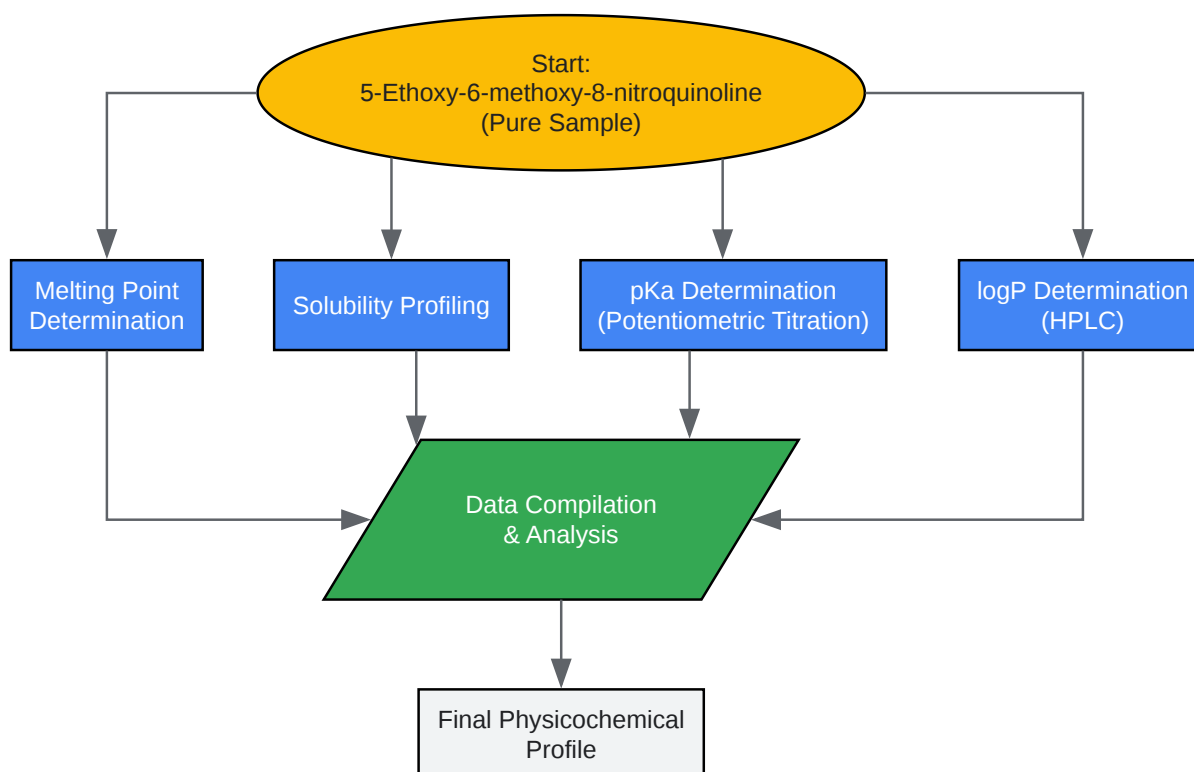 Start:
5-Ethoxy-6-methoxy-8-nitroquinoline
(Pure Sample)
Melting Point
Determination
Solubility Profiling
pKa Determination
(Potentiometric Titration)
logP Determination
(HPLC)
Data Compilation
& Analysis
Final Physicochemical
Profile